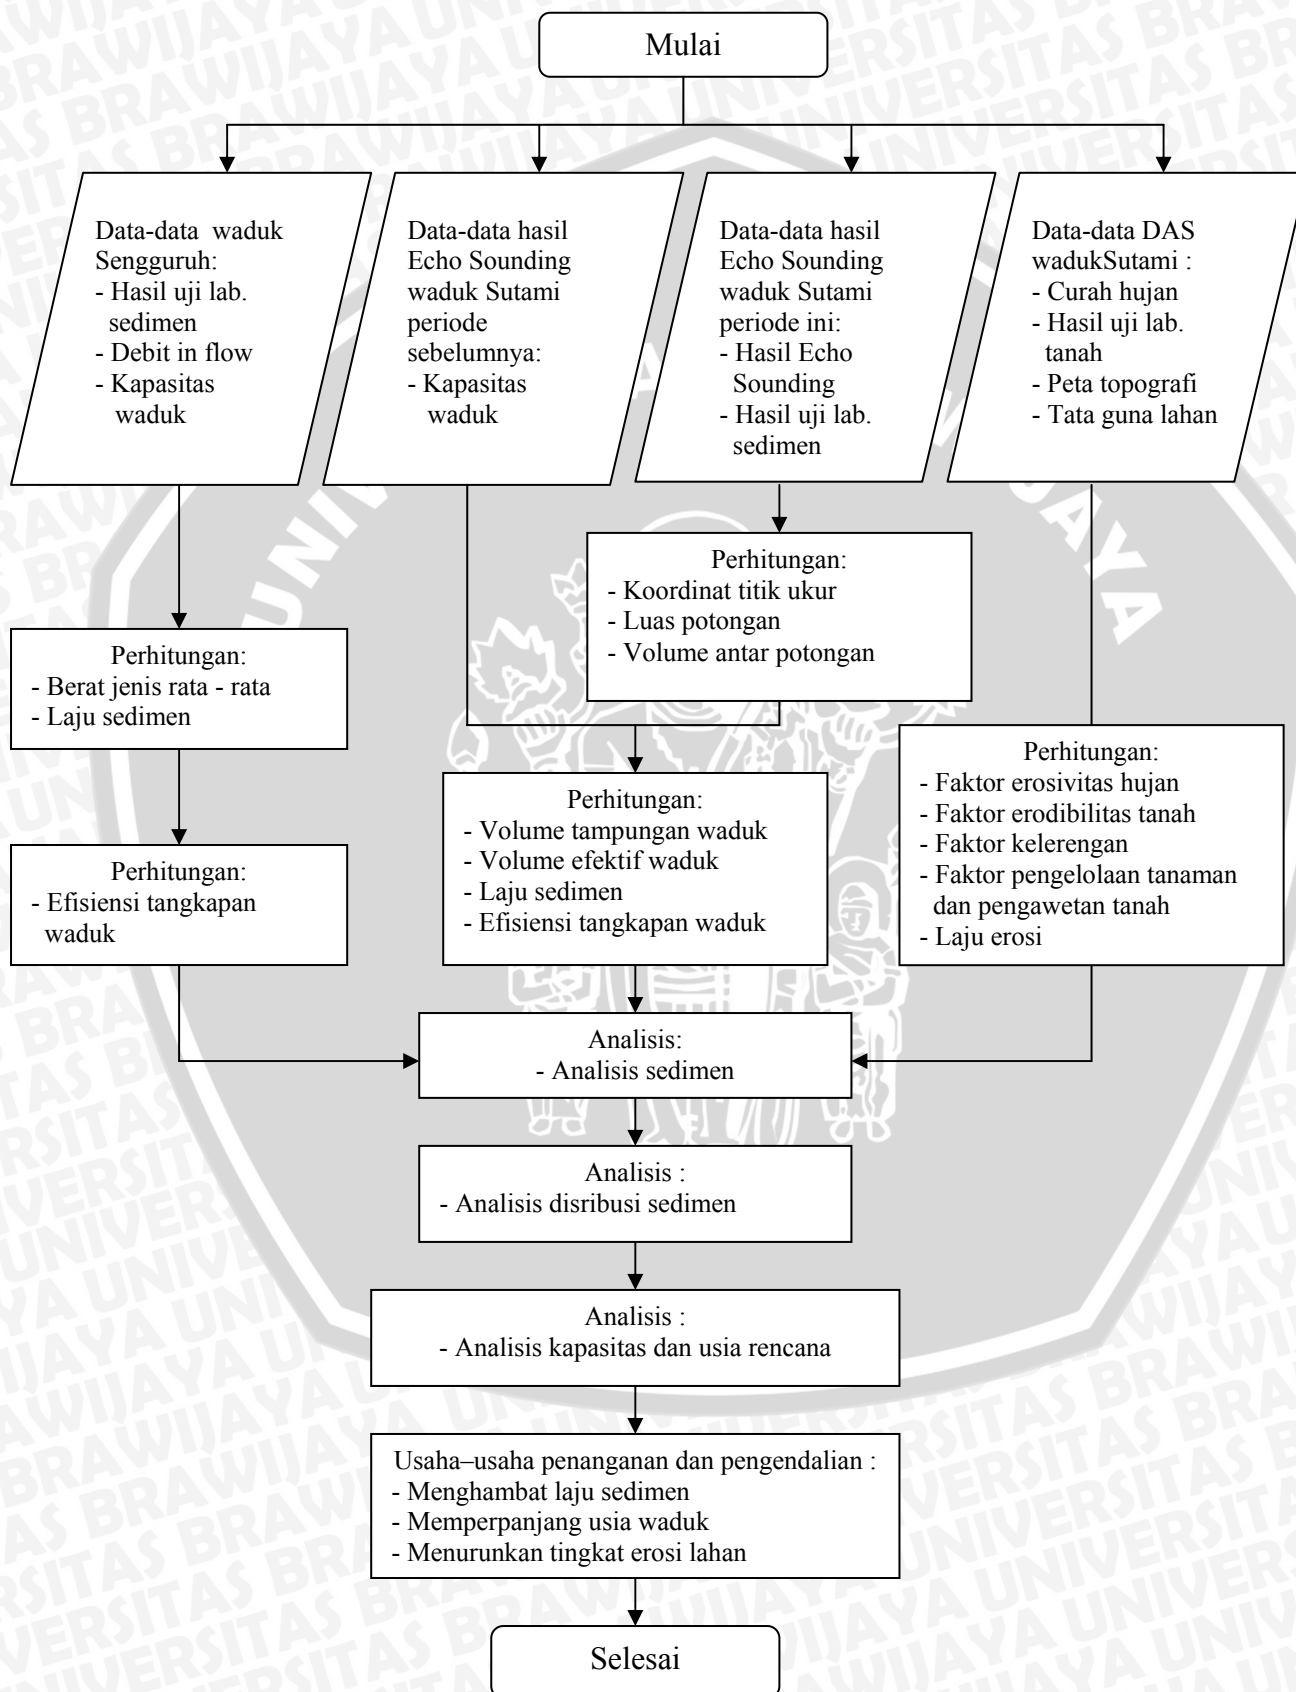 Mulai
Data-data waduk
Sengguruh:
- Hasil uji lab.
sedimen
- Debit in flow
- Kapasitas
waduk
Data-data hasil
Echo Sounding
waduk Sutami
periode
sebelumnya:
- Kapasitas
waduk
Data-data hasil
Echo Sounding
waduk Sutami
periode ini:
- Hasil Echo
Sounding
- Hasil uji lab.
sedimen
Data-data DAS
wadukSutami :
- Curah hujan
- Hasil uji lab.
tanah
- Peta topografi
- Tata guna lahan
Perhitungan:
- Koordinat titik ukur
- Luas potongan
- Volume antar potongan
Perhitungan:
- Berat jenis rata - rata
- Laju sedimen
Perhitungan:
- Efisiensi tangkapan
waduk
Perhitungan:
- Volume tampungan waduk
- Volume efektif waduk
- Laju sedimen
- Efisiensi tangkapan waduk
Perhitungan:
- Faktor erosivitas hujan
- Faktor erodibilitas tanah
- Faktor kelerengan
- Faktor pengelolaan tanaman
dan pengawetan tanah
- Laju erosi
Analisis:
- Analisis sedimen
Analisis :
- Analisis disribusi sedimen
Analisis :
- Analisis kapasitas dan usia rencana
Usaha–usaha penanganan dan pengendalian :
- Menghambat laju sedimen
- Memperpanjang usia waduk
- Menurunkan tingkat erosi lahan
Selesai